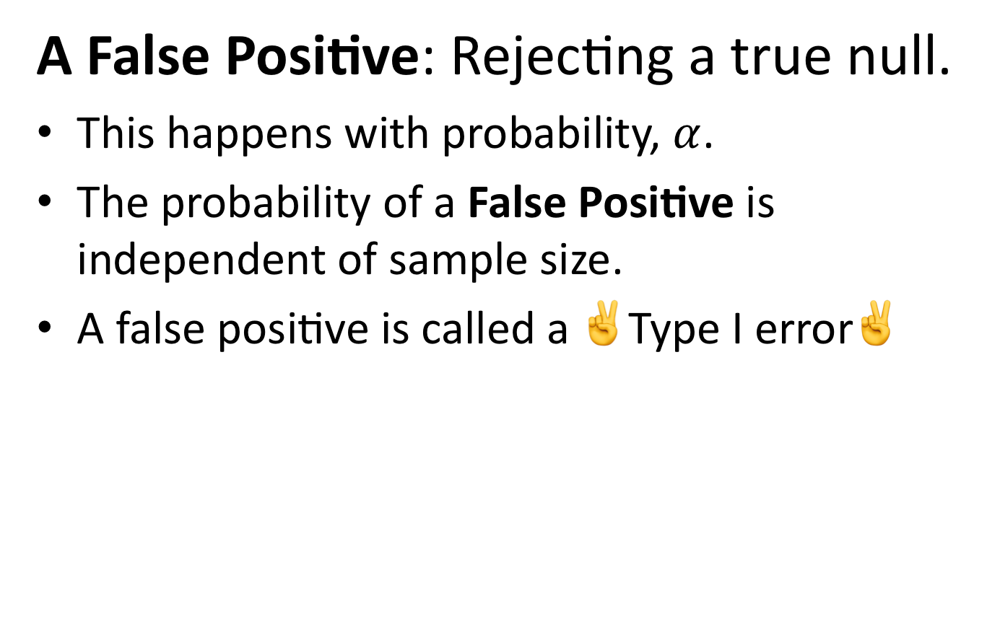 A False Positive: Rejecting a true null.
• This happens with probability, 𝛼.
• The probability of a False Positive is
independent of sample size.
• A false positive is called a ✌️Type I error✌️